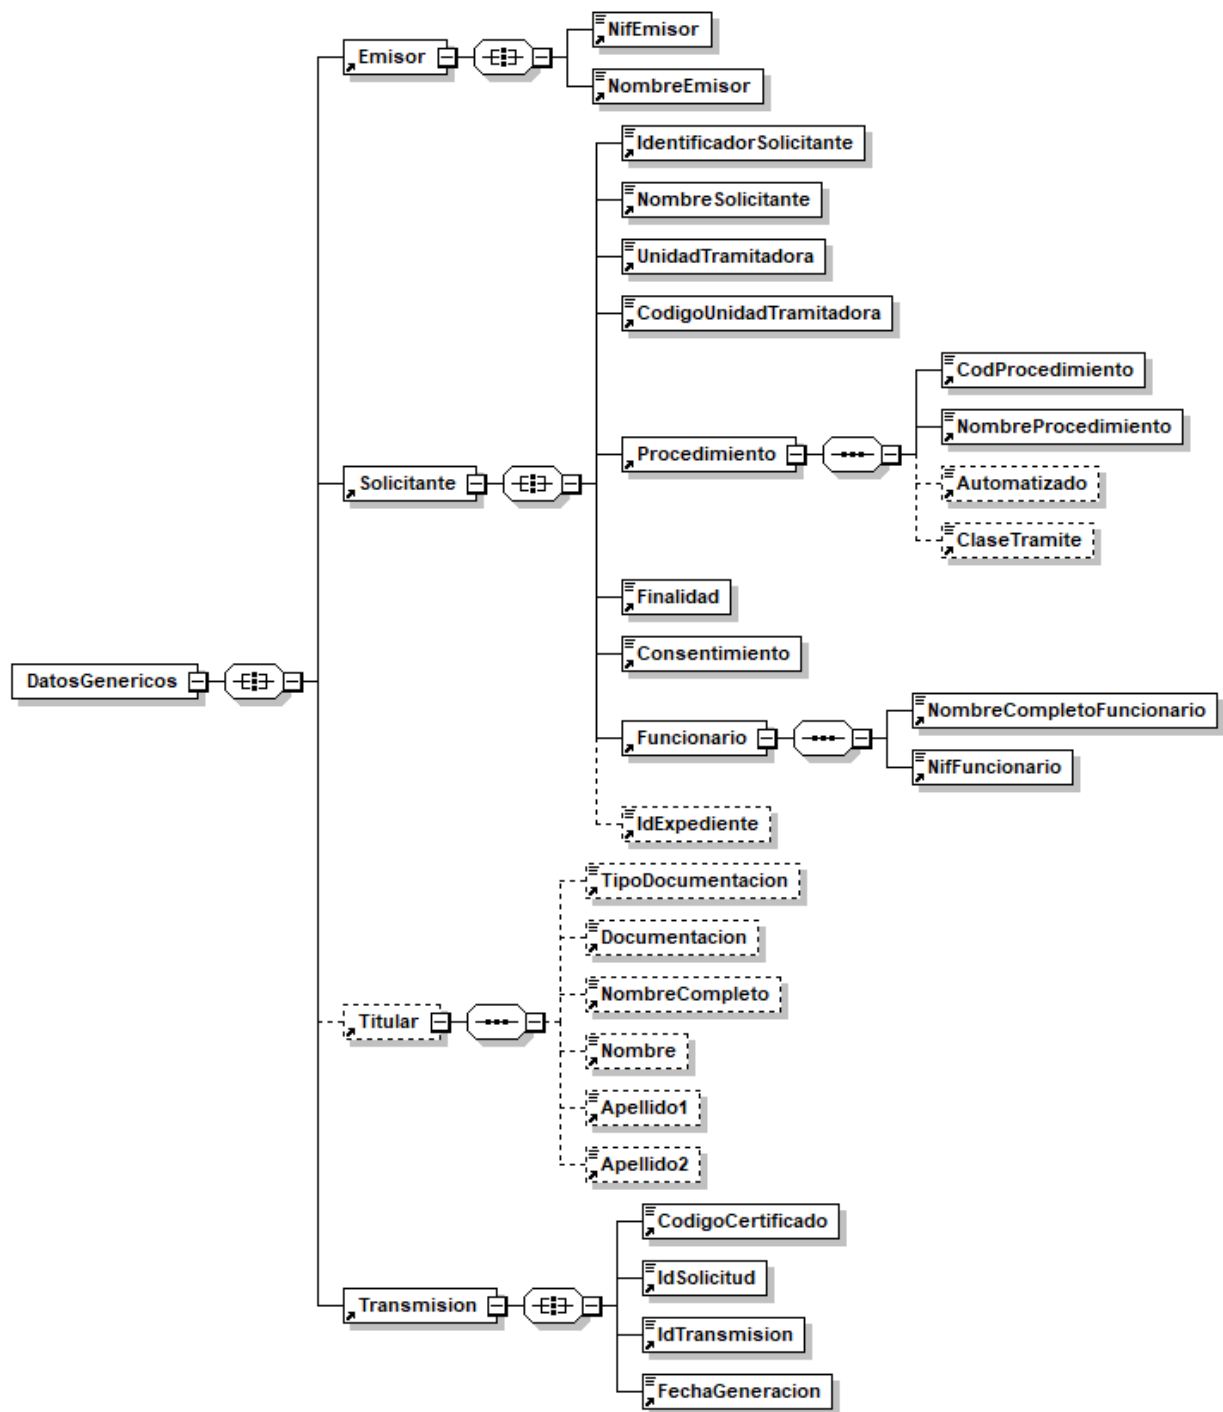 NifEmisor
Emisor
NombreEmisor
IdentificadorSolicitante
NombreSolicitante
UnidadTramitadora
CodigoUnidadTramitadora
CodProcedimiento
NombreProcedimiento
Procedimiento
Solicitante
Automatizado
ClaseTramite
Finalidad
Consentimiento
DatosGenericos
NombreCompletoFuncionario
Funcionario
NifFuncionario
IdExpediente
TipoDocumentacion
Documentacion
NombreCompleto
Titular
Nombre
Apellido1
Apellido2
CodigoCertificado
IdSolicitud
Transmision
IdTransmision
FechaGeneracion